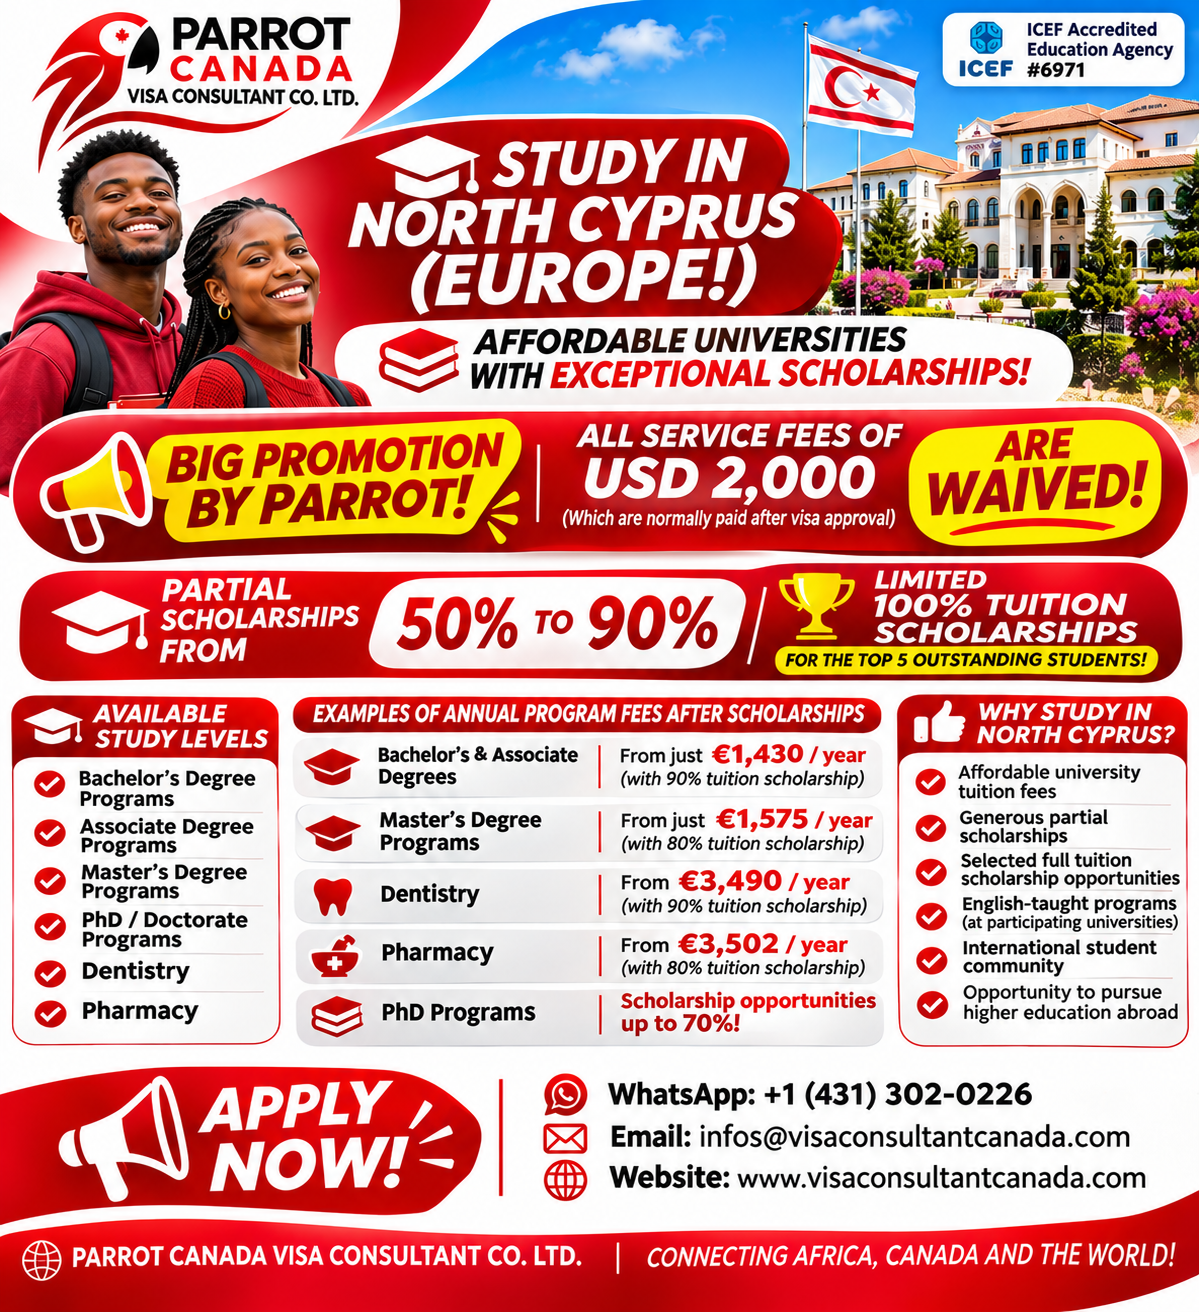 PARROT
CANADA
VISA CONSULTANT CO. LTD.
ICEF
ICEF Accredited
Education Agency
#6971
STUDY IN
NORTH CYPRUS
(EUROPE!)
AFFORDABLE UNIVERSITIES
WITH EXCEPTIONAL SCHOLARSHIPS!
BIG PROMOTION
BY PARROT!
ALL SERVICE FEES OF
USD 2,000
(Which are normally paid after visa approval)
ARE
WAIVED!
PARTIAL
SCHOLARSHIPS
FROM
50% TO 90%
LIMITED
100% TUITION
SCHOLARSHIPS
FOR THE TOP 5 OUTSTANDING STUDENTS!
AVAILABLE
STUDY LEVELS
Bachelor's Degree
Programs
Associate Degree
Programs
Master's Degree
Programs
PhD / Doctorate
Programs
Dentistry
Pharmacy
EXAMPLES OF ANNUAL PROGRAM FEES AFTER SCHOLARSHIPS
Bachelor's & Associate
Degrees
From just €1,430 / year
(with 90% tuition scholarship)
Master's Degree
Programs
From just €1,575 / year
(with 80% tuition scholarship)
Dentistry
From €3,490 / year
(with 90% tuition scholarship)
Pharmacy
From €3,502 / year
(with 80% tuition scholarship)
PhD Programs
Scholarship opportunities
up to 70%!
WHY STUDY IN
NORTH CYPRUS?
Affordable university
tuition fees
Generous partial
scholarships
Selected full tuition
scholarship opportunities
English-taught programs
(at participating universities)
International student
community
Opportunity to pursue
higher education abroad
APPLY
NOW!
WhatsApp: +1 (431) 302-0226
Email: infos@visaconsultantcanada.com
Website: www.visaconsultantcanada.com
PARROT CANADA VISA CONSULTANT CO. LTD. | CONNECTING AFRICA, CANADA AND THE WORLD!